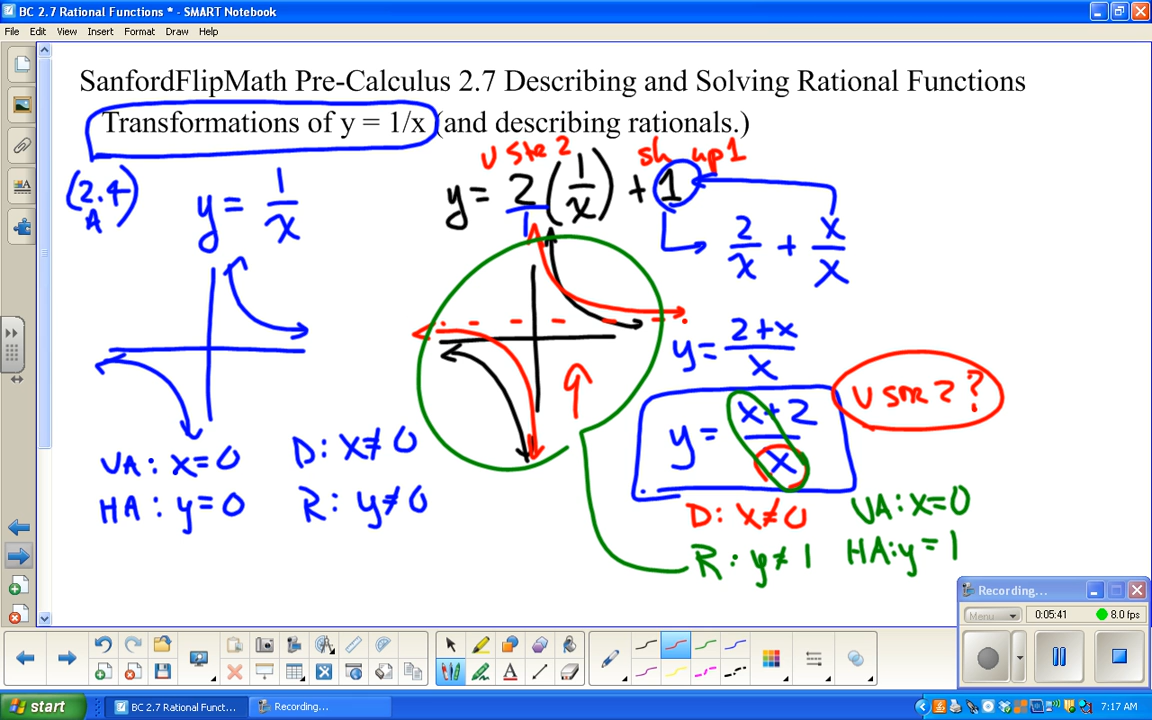 BC 2.7 Rational Functions * - SMART Notebook
File Edit View Insert Format Draw Help
SanfordFlipMath Pre-Calculus 2.7 Describing and Solving Rational Functions
Transformations of y = 1/x (and describing rationals.)
(2.4
A)
y = 1/x
VA: x=0
HA: y=0
D: x≠0
R: y≠0
v str 2
sh up 1
y = 2/1 (1/x) + 1
2/x + x/x
y = 2+x/x
y = x+2/x
v str 2?
D: x≠0
R: y≠1
VA: x=0
HA: y=1
Recording...
Menu
0:05:41
8.0 fps
start
BC 2.7 Rational Funct...
Recording...
7:17 AM